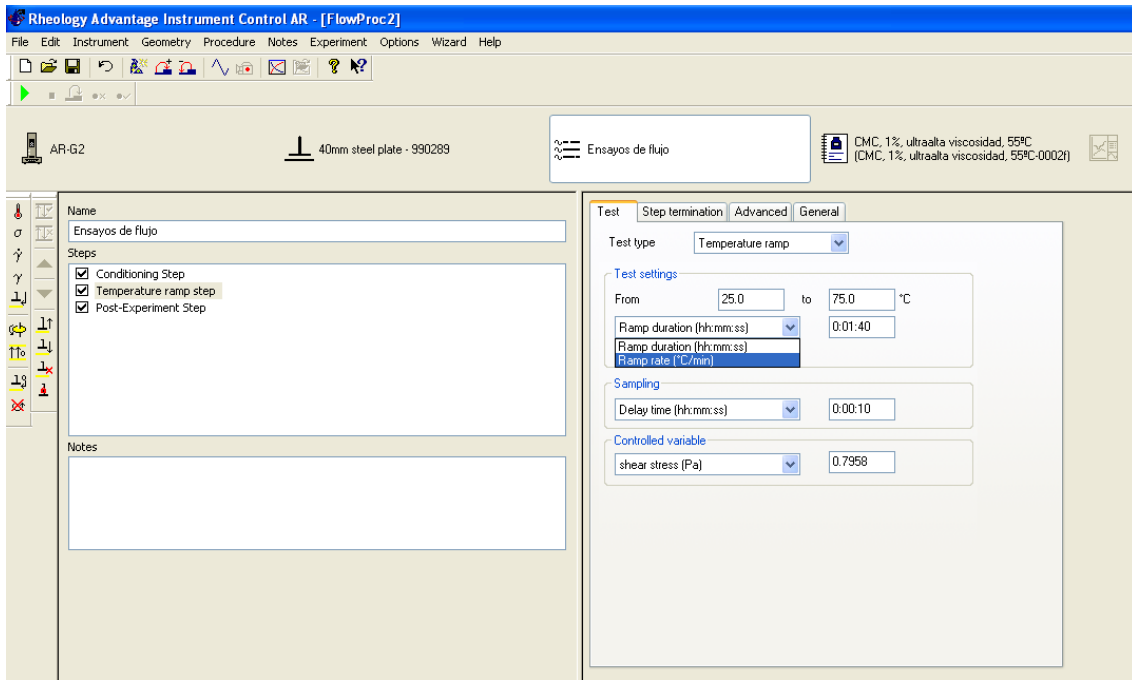 Rheology Advantage Instrument Control AR - [FlowProc2]
File Edit Instrument Geometry Procedure Notes Experiment Options Wizard Help
AR-G2
40mm steel plate - 990289
Ensayos de flujo
CMC, 1%, ultraalta viscosidad, 55ºC
(CMC, 1%, ultraalta viscosidad, 55ºC-0002f)
Name
Ensayos de flujo
Steps
Conditioning Step
Temperature ramp step
Post-Experiment Step
Notes
Test Step termination Advanced General
Test type Temperature ramp
Test settings
From 25.0 to 75.0 °C
Ramp duration (hh:mm:ss) 0:01:40
Ramp duration (hh:mm:ss)
Ramp rate (°C/min)
Sampling
Delay time (hh:mm:ss) 0:00:10
Controlled variable
shear stress (Pa) 0.7958